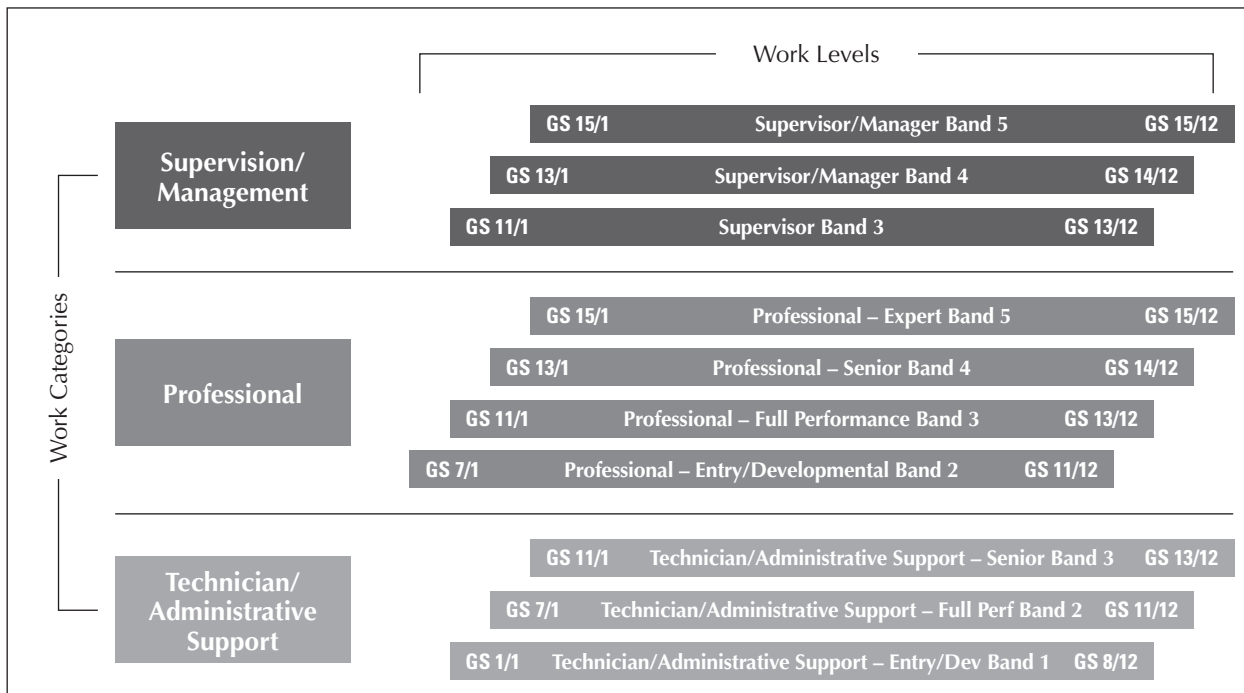 Work Levels
Work Categories
Supervision/
Management
GS 15/1 Supervisor/Manager Band 5 GS 15/12
GS 13/1 Supervisor/Manager Band 4 GS 14/12
GS 11/1 Supervisor Band 3 GS 13/12
Professional
GS 15/1 Professional – Expert Band 5 GS 15/12
GS 13/1 Professional – Senior Band 4 GS 14/12
GS 11/1 Professional – Full Performance Band 3 GS 13/12
GS 7/1 Professional – Entry/Developmental Band 2 GS 11/12
Technician/
Administrative
Support
GS 11/1 Technician/Administrative Support – Senior Band 3 GS 13/12
GS 7/1 Technician/Administrative Support – Full Perf Band 2 GS 11/12
GS 1/1 Technician/Administrative Support – Entry/Dev Band 1 GS 8/12